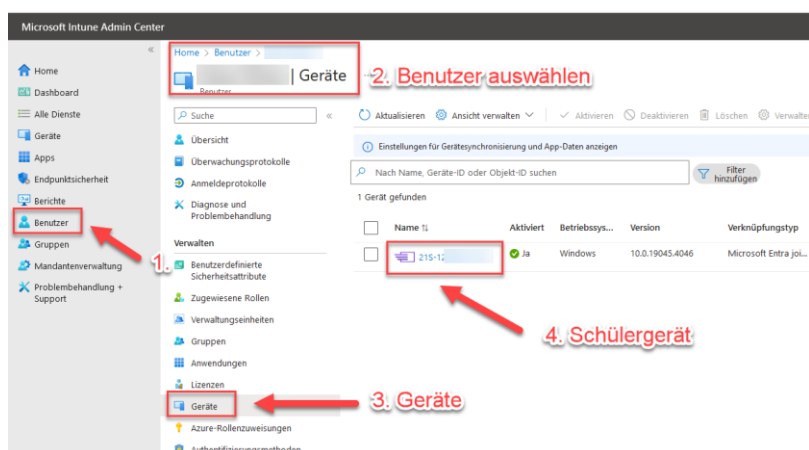 Microsoft Intune Admin Center
«
Home
Dashboard
Alle Dienste
Geräte
Apps
Endpunktsicherheit
Berichte
Benutzer
Gruppen
Mandantenverwaltung
Problembehandlung +
Support
1.
Home > Benutzer >
| Geräte
Benutzer
2. Benutzer auswählen
Suche
«
Übersicht
Überwachungsprotokolle
Anmeldeprotokolle
Diagnose und
Problembehandlung
Verwalten
Benutzerdefinierte
Sicherheitsattribute
Zugewiesene Rollen
Verwaltungseinheiten
Gruppen
Anwendungen
Lizenzen
Geräte
Azure-Rollenzuweisungen
Authentifizierungsmethoden
3. Geräte
Aktualisieren Ansicht verwalten Aktivieren Deaktivieren Löschen Verwalten
Einstellungen für Gerätesynchronisierung und App-Daten anzeigen
Nach Name, Geräte-ID oder Objekt-ID suchen
Filter
hinzufügen
1 Gerät gefunden
Name Aktiviert Betriebssys... Version Verknüpfungstyp
215-12 Ja Windows 10.0.19045.4046 Microsoft Entra joi...
4. Schülergerät